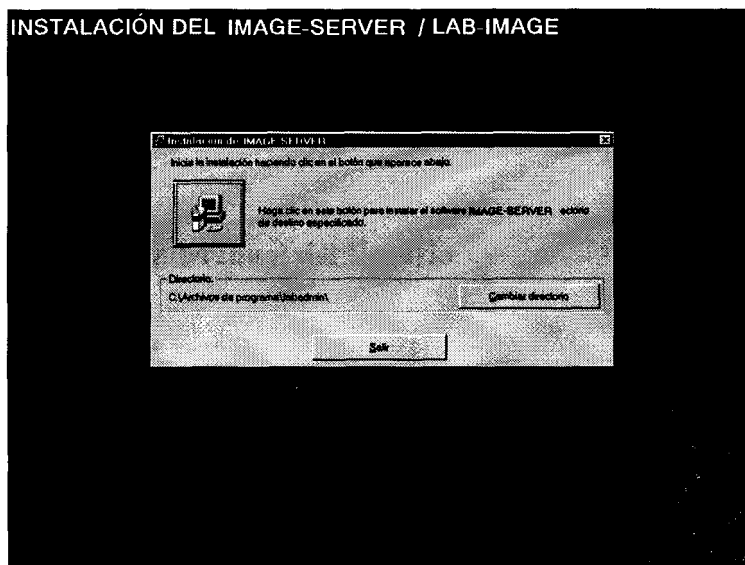 INSTALACIÓN DEL IMAGE-SERVER / LAB-IMAGE
Instalación de IMAGE SERVER
Inicie la instalación haciendo clic en el botón que aparece abajo.
Haga clic en este botón para instalar el software IMAGE-SERVER ectorio
de destino especificado.
Directorio:
C:\Archivos de programa\labadmin\
Cambiar directorio
Salir